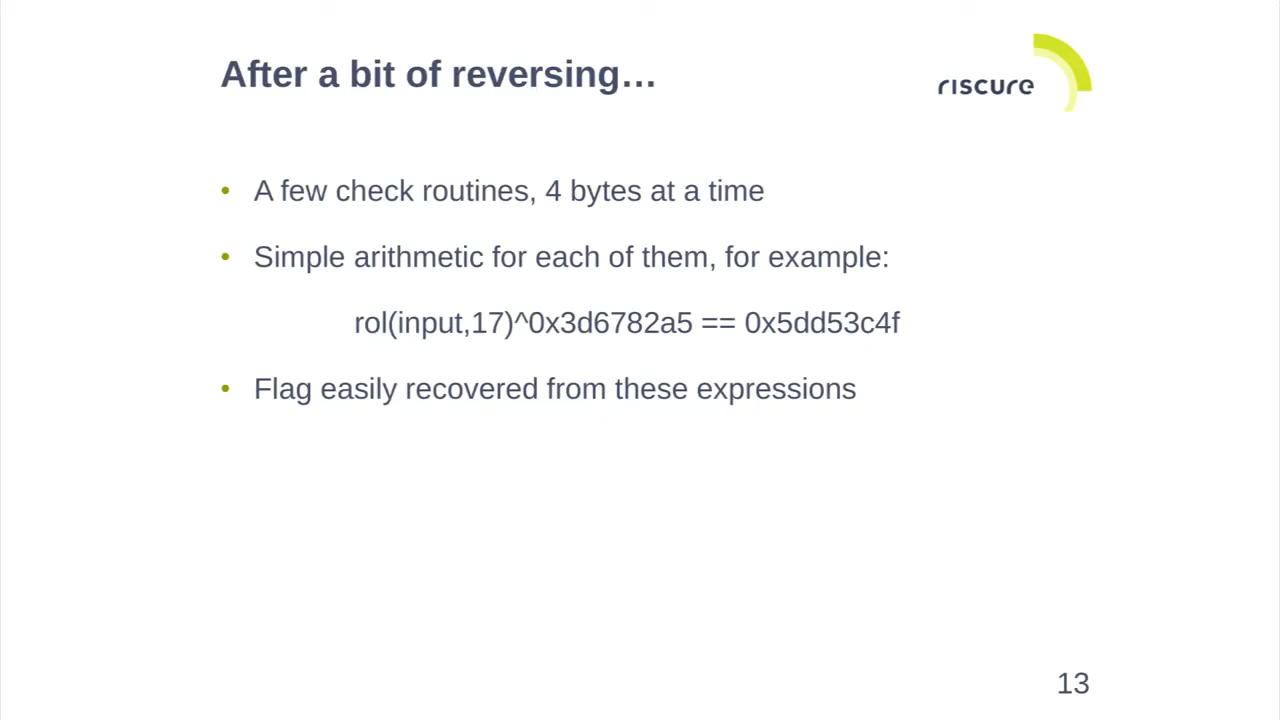 After a bit of reversing…
riscure
• A few check routines, 4 bytes at a time
• Simple arithmetic for each of them, for example:
rol(input,17)^0x3d6782a5 == 0x5dd53c4f
• Flag easily recovered from these expressions
13